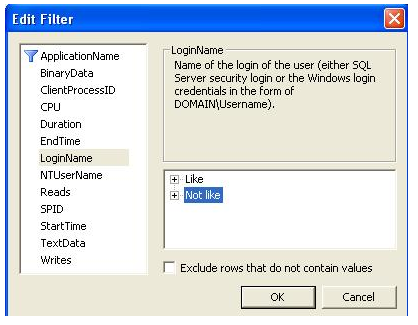 Edit Filter
ApplicationName
BinaryData
ClientProcessID
CPU
Duration
EndTime
LoginName
NTUserName
Reads
SPID
StartTime
TextData
Writes
LoginName
Name of the login of the user (either SQL
Server security login or the Windows login
credentials in the form of
DOMAIN\Username).
Like
Not like
Exclude rows that do not contain values
OK
Cancel